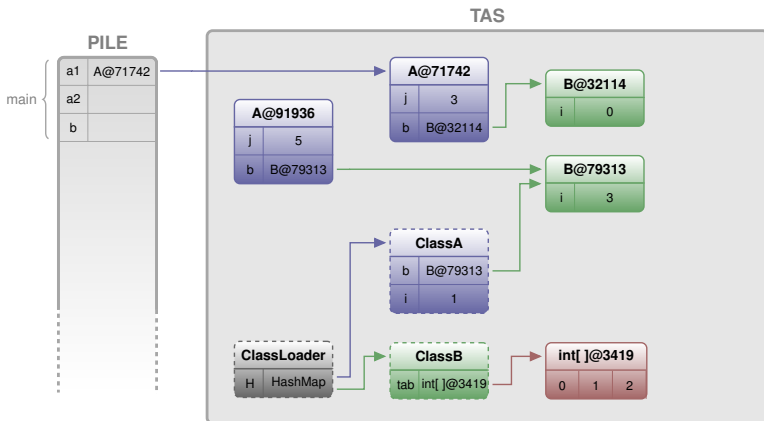 TAS
PILE
main
a1 A@71742
a2
b
A@71742
j 3
b B@32114
B@32114
i 0
A@91936
j 5
b B@79313
B@79313
i 3
ClassA
b B@79313
i 1
ClassLoader
H HashMap
ClassB
tab int[ ]@3419
int[ ]@3419
0 1 2